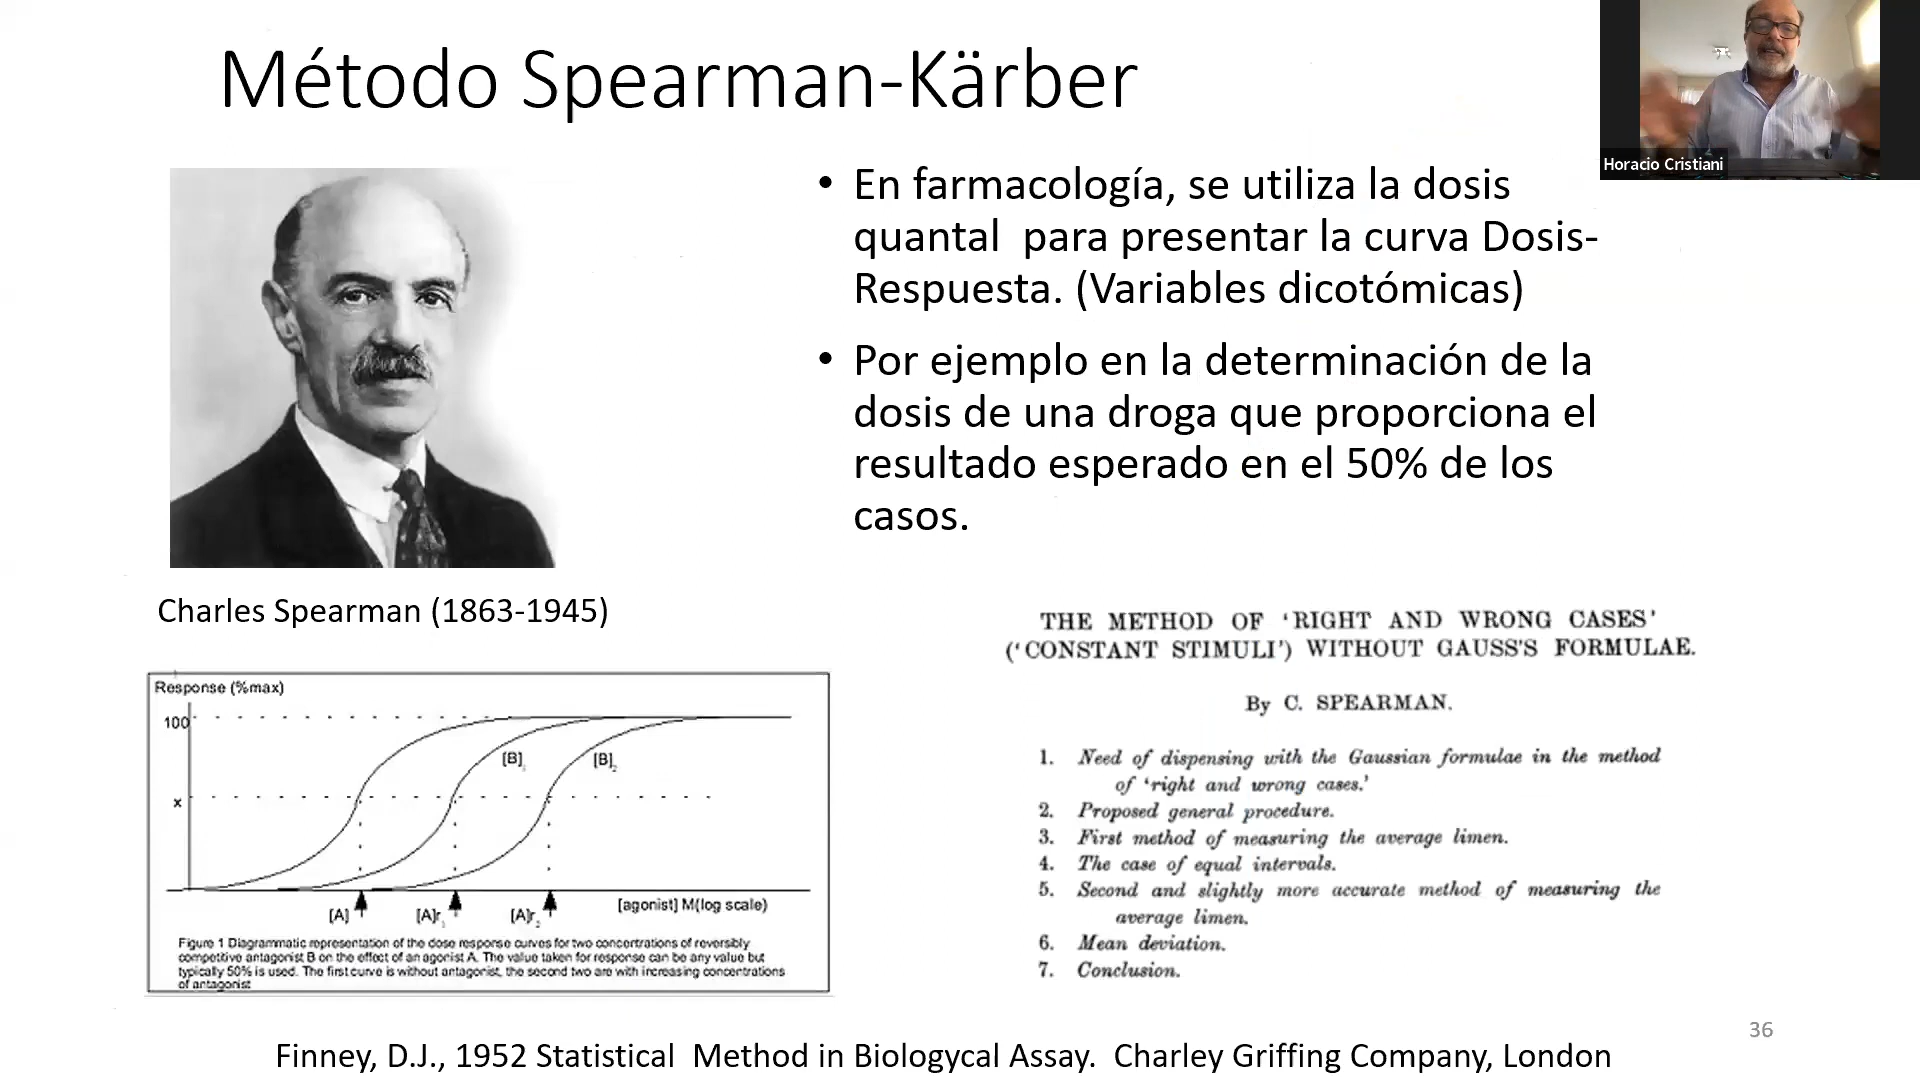 Método Spearman-Kärber
Horacio Cristiani
• En farmacología, se utiliza la dosis
quantal para presentar la curva Dosis-
Respuesta. (Variables dicotómicas)
• Por ejemplo en la determinación de la
dosis de una droga que proporciona el
resultado esperado en el 50% de los
casos.
Charles Spearman (1863-1945)
Response (%max)
100
x
[B]1
[B]2
[A]
[A]r1
[A]r2
[agonist] M(log scale)
Figure 1 Diagrammatic representation of the dose response curves for two concertrations of reversibly
competitive antagonist B on the effect of an agonist A. The value taken for response can be any value but
typically 50% is used. The first curve is without antagonist, the second two are with increasing concentrations
of antagonist
THE METHOD OF ‘RIGHT AND WRONG CASES’
(‘CONSTANT STIMULI’) WITHOUT GAUSS'S FORMULAE.
By C. SPEARMAN.
1. Need of dispensing with the Gaussian formulae in the method
of ‘right and wrong cases.’
2. Proposed general procedure.
3. First method of measuring the average limen.
4. The case of equal intervals.
5. Second and slightly more accurate method of measuring the
average limen.
6. Mean deviation.
7. Conclusion.
36
Finney, D.J., 1952 Statistical Method in Biologycal Assay. Charley Griffing Company, London